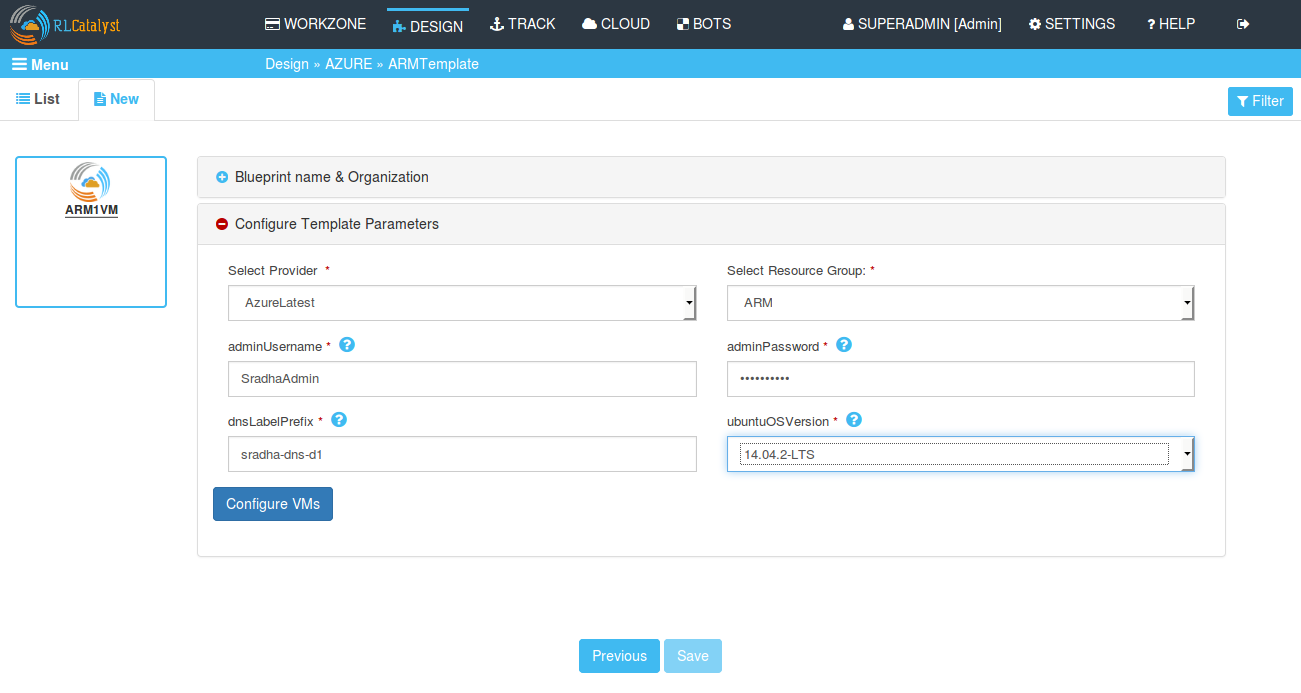 RLCatalyst WORKZONE DESIGN TRACK CLOUD BOTS SUPERADMIN [Admin] SETTINGS ? HELP
Menu Design » AZURE » ARMTemplate
List New Filter
ARM1VM
Blueprint name & Organization
Configure Template Parameters
Select Provider * Select Resource Group: *
AzureLatest ARM
adminUsername * ? adminPassword * ?
SradhaAdmin ••••••••••
dnsLabelPrefix * ? ubuntuOSVersion * ?
sradha-dns-d1 14.04.2-LTS
Configure VMs
Previous Save